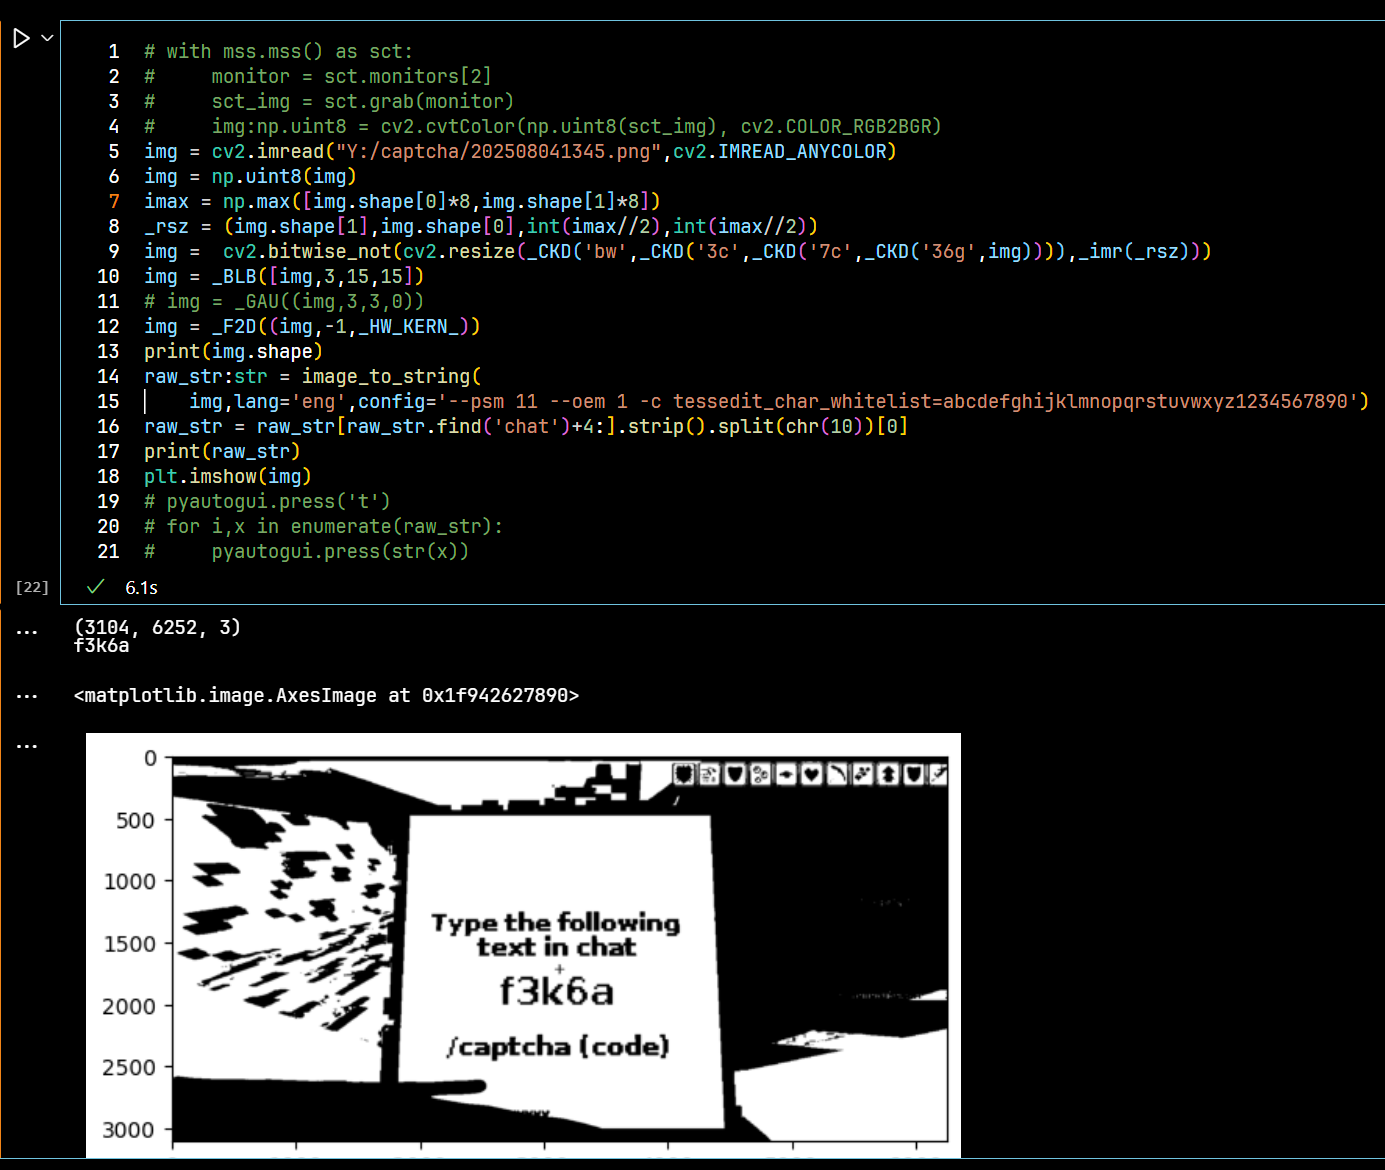 1 # with mss.mss() as sct:
2 #     monitor = sct.monitors[2]
3 #     sct_img = sct.grab(monitor)
4 #     img:np.uint8 = cv2.cvtColor(np.uint8(sct_img), cv2.COLOR_RGB2BGR)
5 img = cv2.imread("Y:/captcha/202508041345.png",cv2.IMREAD_ANYCOLOR)
6 img = np.uint8(img)
7 imax = np.max([img.shape[0]*8,img.shape[1]*8])
8 _rsz = (img.shape[1],img.shape[0],int(imax//2),int(imax//2))
9 img =  cv2.bitwise_not(cv2.resize(_CKD('bw',_CKD('3c',_CKD('7c',_CKD('36g',img)))),_imr(_rsz)))
10 img = _BLB([img,3,15,15])
11 # img = _GAU((img,3,3,0))
12 img = _F2D((img,-1,_HW_KERN_))
13 print(img.shape)
14 raw_str:str = image_to_string(
15     img,lang='eng',config='--psm 11 --oem 1 -c tessedit_char_whitelist=abcdefghijklmnopqrstuvwxyz1234567890')
16 raw_str = raw_str[raw_str.find('chat')+4:].strip().split(chr(10))[0]
17 print(raw_str)
18 plt.imshow(img)
19 # pyautogui.press('t')
20 # for i,x in enumerate(raw_str):
21 #     pyautogui.press(str(x))
[22] 6.1s
(3104, 6252, 3)
f3k6a
<matplotlib.image.AxesImage at 0x1f942627890>
0
500
1000
1500
2000
2500
3000
Type the following
text in chat
f3k6a
/captcha (code)